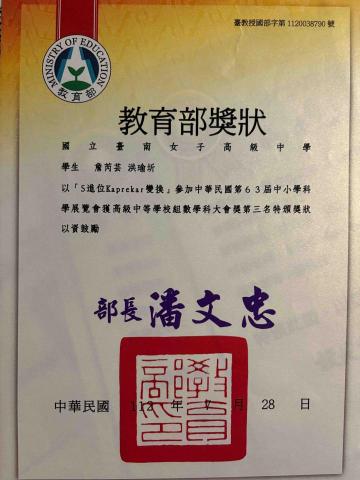 臺教授國部字第1120038790號
MINISTRY OF EDUCATION
教育部
教育部獎狀
國立臺南女子高級中學
學生 詹芮芸 洪瑜圻
以「S進位Kaprekar變換」參加中華民國第63屆中小學科
學展覽會獲高級中等學校組數學科大會獎第三名特頒獎狀
以資鼓勵
部長 潘文忠
中華民國 112 年 7 月 28 日